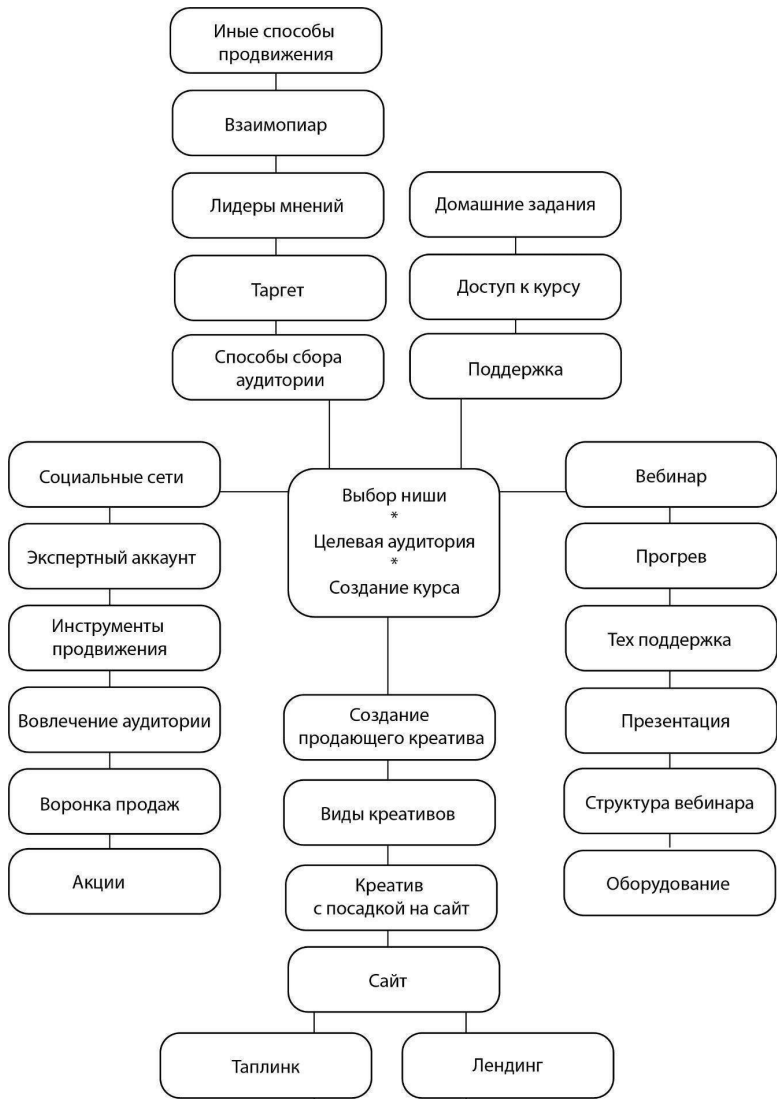 Иные способы
продвижения
Взаимопиар
Лидеры мнений
Таргет
Способы сбора
аудитории
Домашние задания
Доступ к курсу
Поддержка
Социальные сети
Экспертный аккаунт
Инструменты
продвижения
Вовлечение аудитории
Воронка продаж
Акции
Выбор ниши
*
Целевая аудитория
*
Создание курса
Создание
продающего креатива
Виды креативов
Креатив
с посадкой на сайт
Сайт
Таплинк
Лендинг
Вебинар
Прогрев
Тех поддержка
Презентация
Структура вебинара
Оборудование